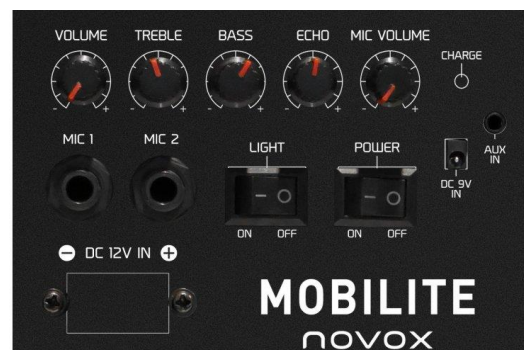 VOLUME TREBLE BASS ECHO MIC VOLUME
CHARGE
- + - + - + - + - +
MIC 1 MIC 2 LIGHT POWER AUX IN
DC 9V IN
ON OFF ON OFF
- DC 12V IN +
MOBILITE
novox